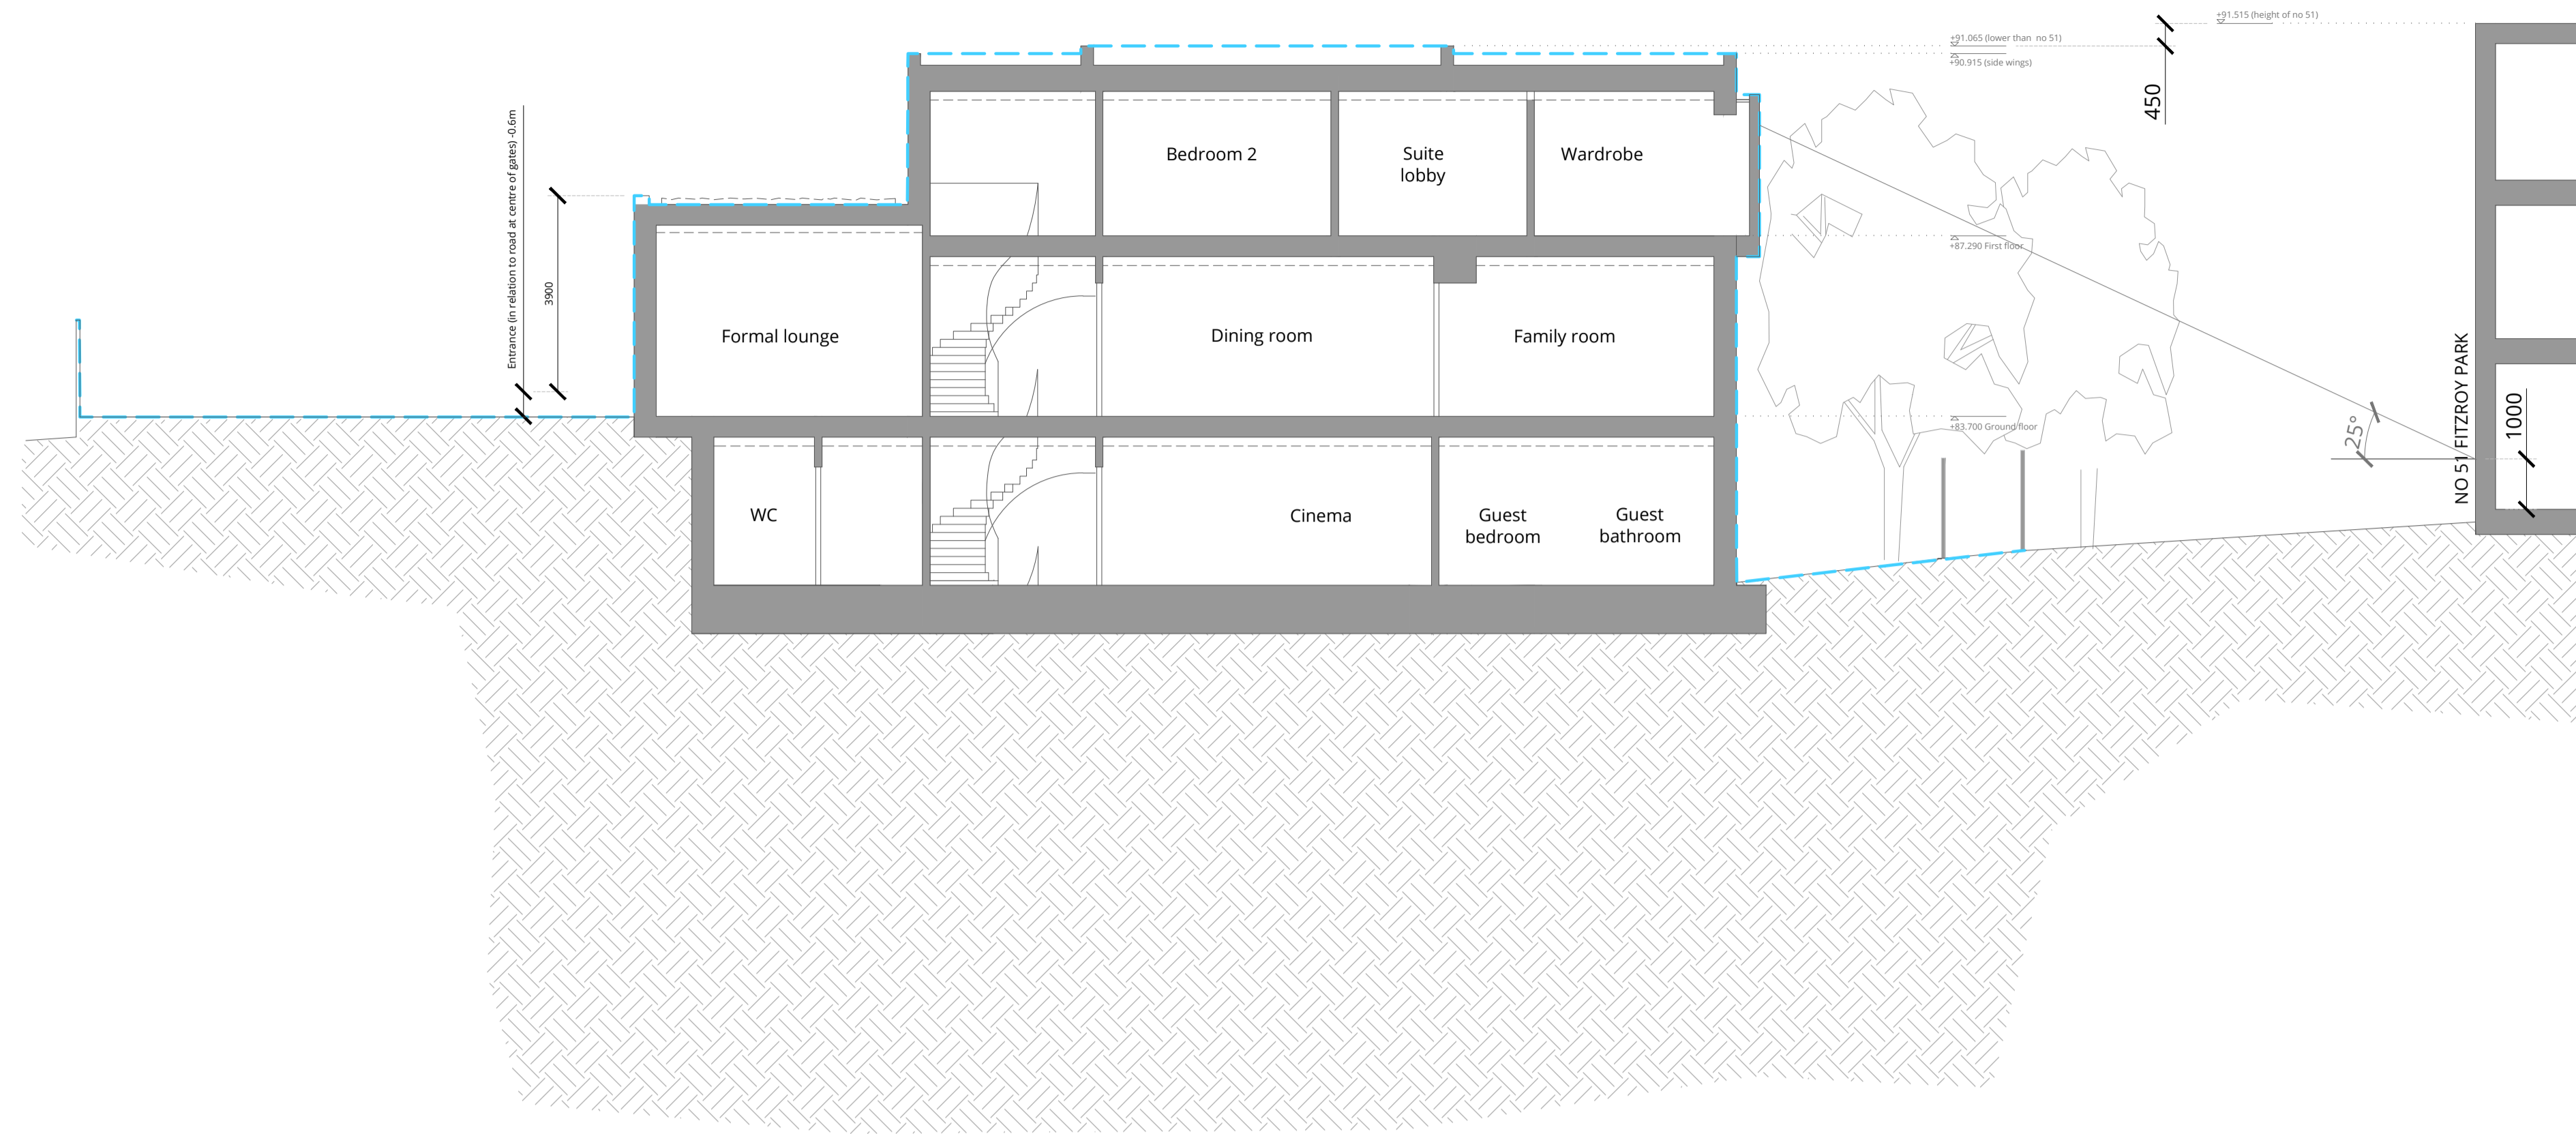 +91.515 (height of no 51)
+91.065 (lower than no 51)
+90.915 (side wings)
450
Entrance (in relation to road at centre of gates) -0.6m
3900
Bedroom 2
Suite
lobby
Wardrobe
+87.290 First floor
Formal lounge
Dining room
Family room
+83.700 Ground floor
25°
NO 51 FITZROY PARK
1000
WC
Cinema
Guest
bedroom
Guest
bathroom